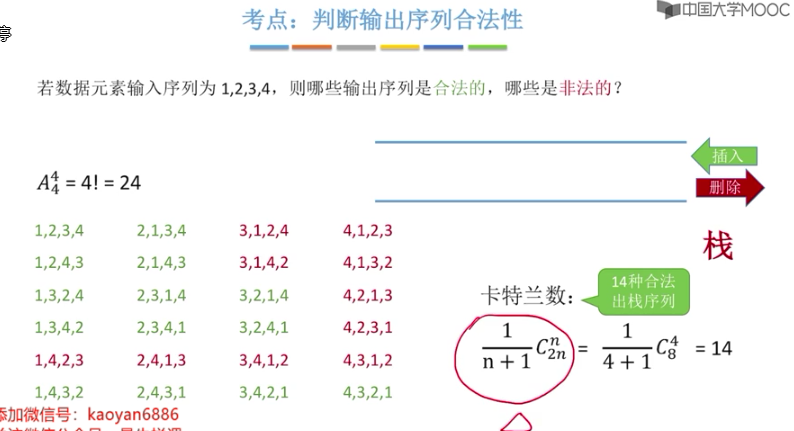 考点：判断输出序列合法性
中国大学MOOC
亭
若数据元素输入序列为 1,2,3,4，则哪些输出序列是合法的，哪些是非法的？
插入
删除
栈
A₄⁴ = 4! = 24
1,2,3,4 2,1,3,4 3,1,2,4 4,1,2,3
1,2,4,3 2,1,4,3 3,1,4,2 4,1,3,2
1,3,2,4 2,3,1,4 3,2,1,4 4,2,1,3
1,3,4,2 2,3,4,1 3,2,4,1 4,2,3,1
1,4,2,3 2,4,1,3 3,4,1,2 4,3,1,2
1,4,3,2 2,4,3,1 3,4,2,1 4,3,2,1
14种合法
出栈序列
卡特兰数：
1/(n + 1) C₂ₙⁿ = 1/(4 + 1) C₈⁴ = 14
添加微信号：kaoyan6886